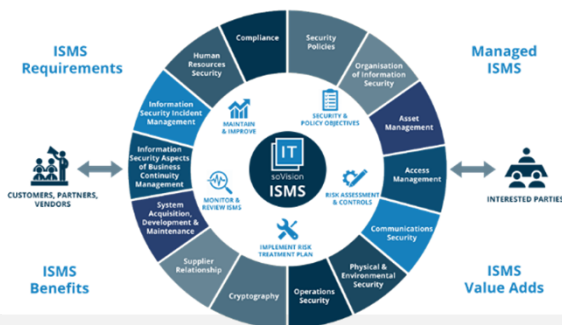 ISMS
Requirements
Managed
ISMS
Compliance
Security
Policies
Human
Resources
Security
Organisation
of Information
Security
Information
Security Incident
Management
Asset
Management
Information
Security Aspects
of Business
Continuity
Management
Access
Management
System
Acquisition,
Development &
Maintenance
Communications
Security
Supplier
Relationship
Physical &
Environmental
Security
Cryptography
Operations
Security
MAINTAIN
& IMPROVE
SECURITY &
POLICY OBJECTIVES
IT
soVision
ISMS
MONITOR &
REVIEW ISMS
RISK ASSESSMENT
& CONTROLS
IMPLEMENT RISK
TREATMENT PLAN
CUSTOMERS, PARTNERS,
VENDORS
INTERESTED PARTIES
ISMS
Benefits
ISMS
Value Adds